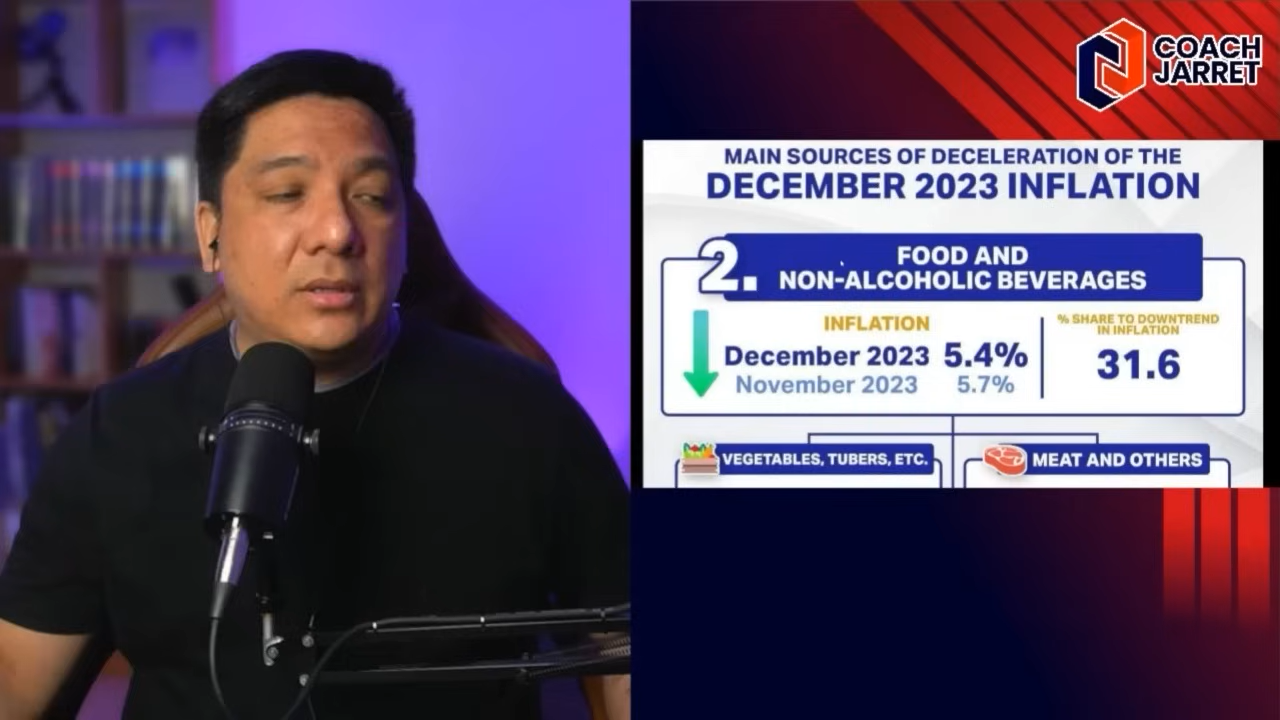 COACH
JARRET
MAIN SOURCES OF DECELERATION OF THE
DECEMBER 2023 INFLATION
2. FOOD AND
NON-ALCOHOLIC BEVERAGES
INFLATION
December 2023 5.4%
November 2023 5.7%
% SHARE TO DOWNTREND
IN INFLATION
31.6
VEGETABLES, TUBERS, ETC.
MEAT AND OTHERS